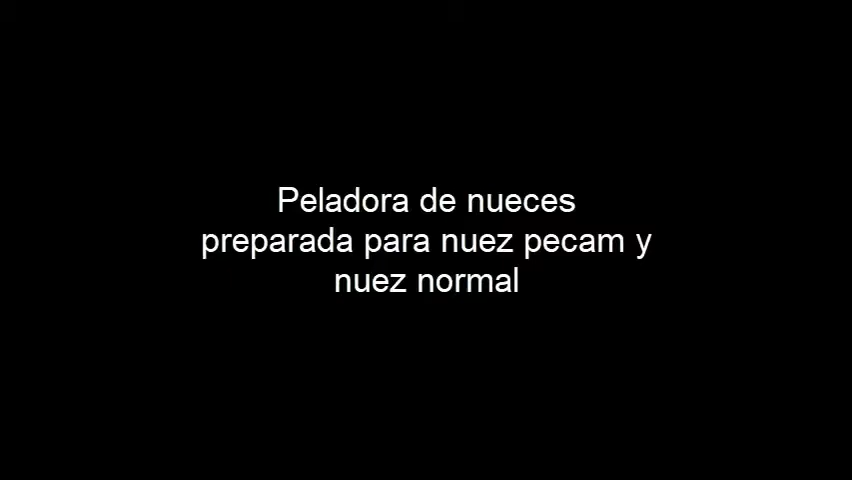 Peladora de nueces
preparada para nuez pecam y
nuez normal